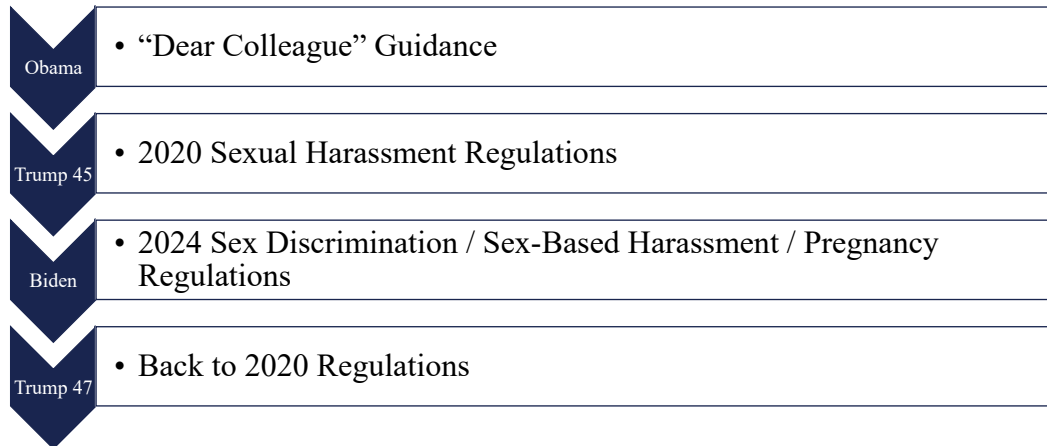 Obama
• “Dear Colleague” Guidance
Trump 45
• 2020 Sexual Harassment Regulations
Biden
• 2024 Sex Discrimination / Sex-Based Harassment / Pregnancy
Regulations
Trump 47
• Back to 2020 Regulations